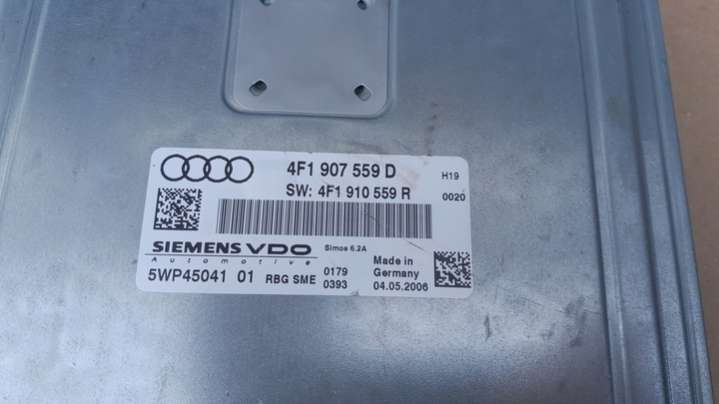 4F1 907 559 D
H19
SW: 4F1 910 559 R
0020
SIEMENS VDO
Automotive
Simos 6.2A
5WP45041 01 RBG SME
0179
0393
Made in
Germany
04.05.2006